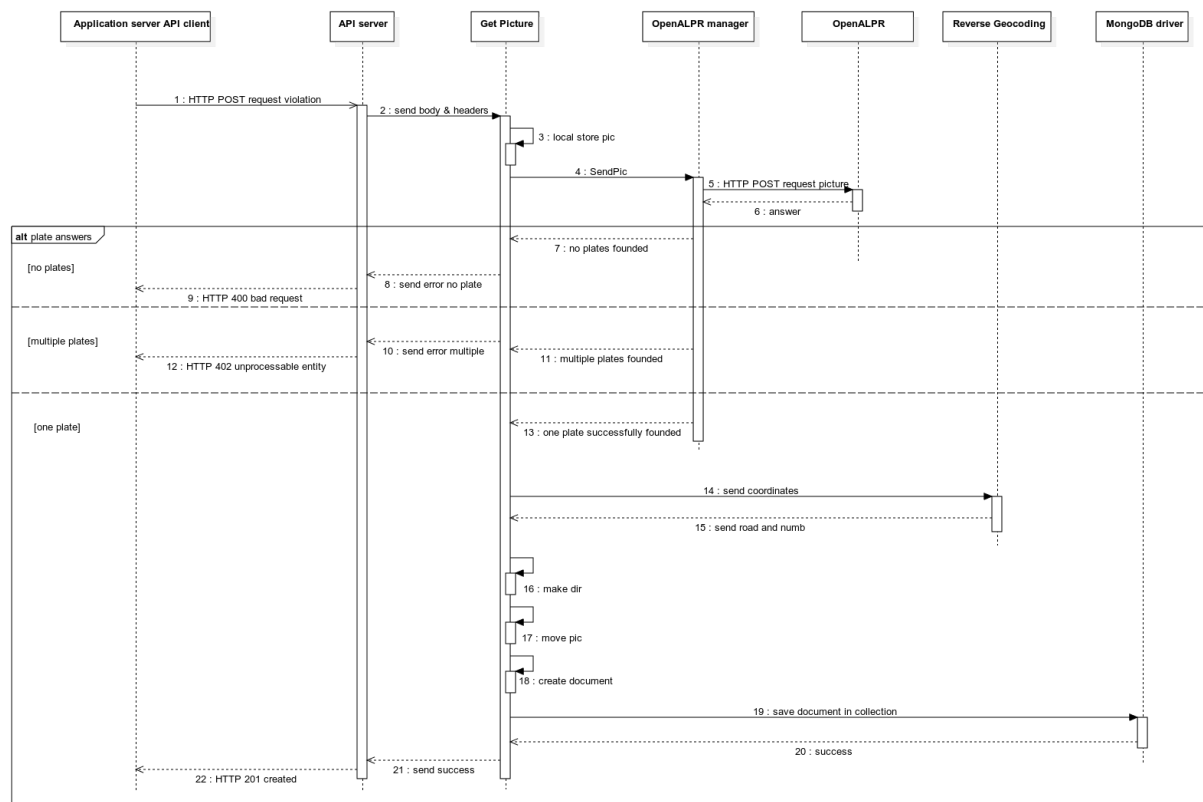 Application server API client
API server
Get Picture
OpenALPR manager
OpenALPR
Reverse Geocoding
MongoDB driver
1 : HTTP POST request violation
2 : send body & headers
3 : local store pic
4 : SendPic
5 : HTTP POST request picture
6 : answer
alt plate answers
7 : no plates founded
[no plates]
8 : send error no plate
9 : HTTP 400 bad request
[multiple plates]
10 : send error multiple
11 : multiple plates founded
12 : HTTP 402 unprocessable entity
[one plate]
13 : one plate successfully founded
14 : send coordinates
15 : send road and numb
16 : make dir
17 : move pic
18 : create document
19 : save document in collection
20 : success
21 : send success
22 : HTTP 201 created